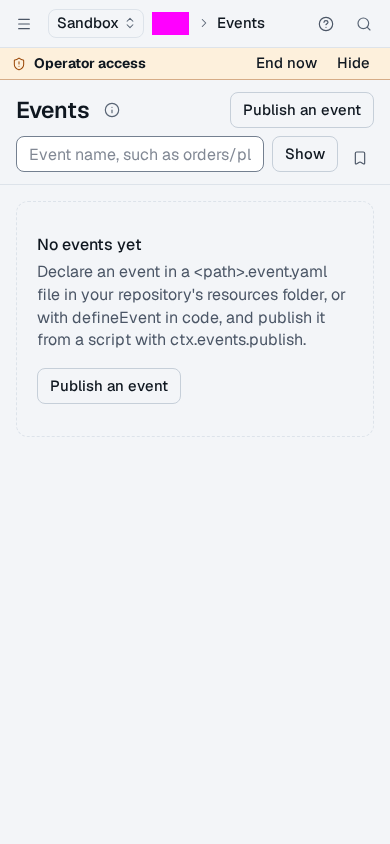 Sandbox
Events
Operator access
End now
Hide
Events
Publish an event
Event name, such as orders/pl
Show
No events yet
Declare an event in a <path>.event.yaml
file in your repository's resources folder, or
with defineEvent in code, and publish it
from a script with ctx.events.publish.
Publish an event